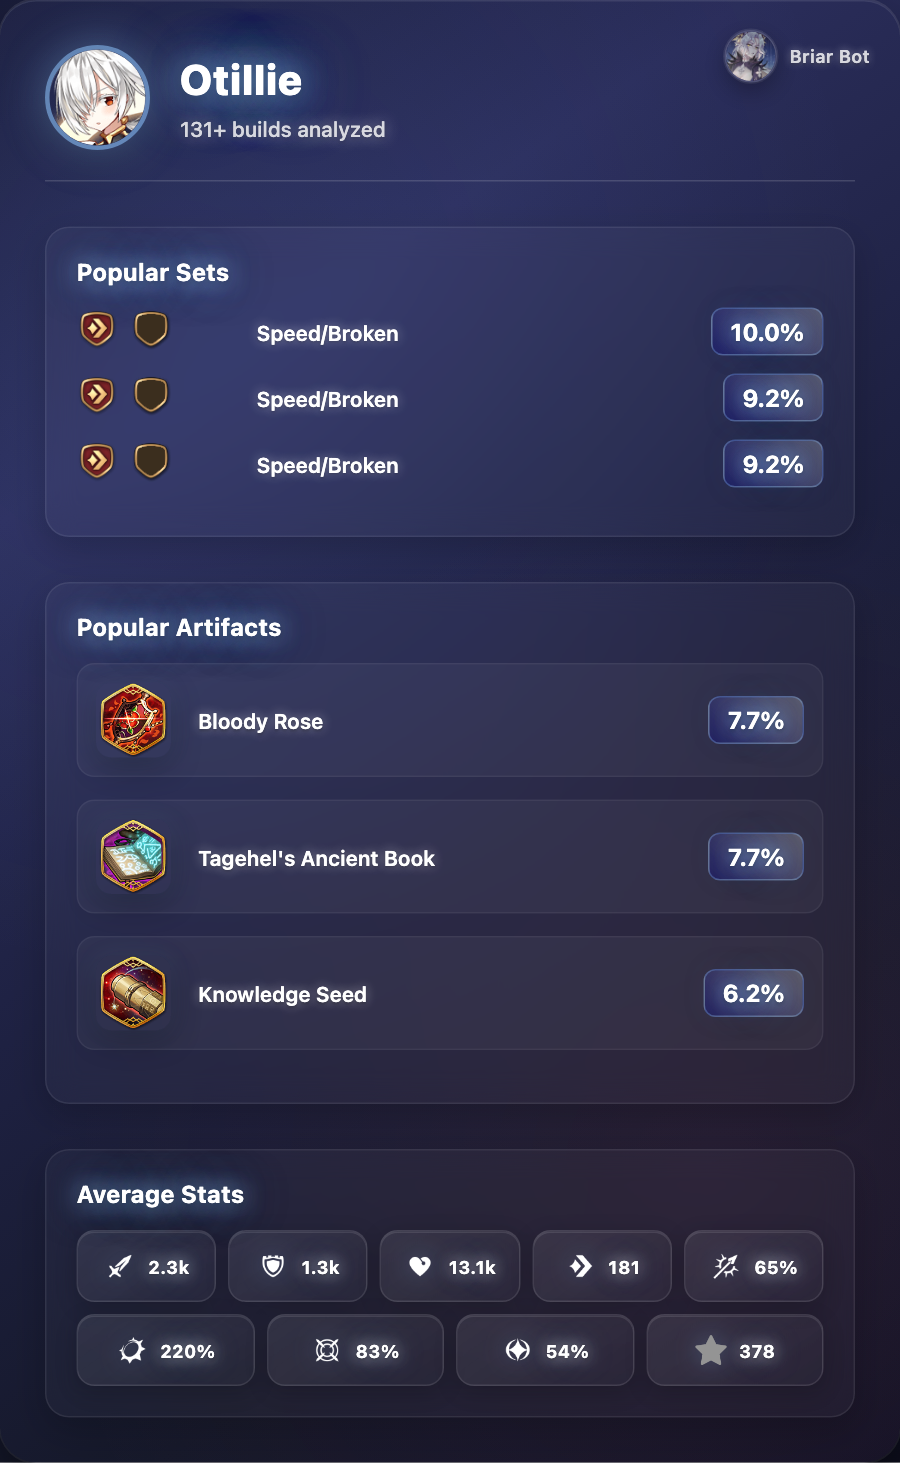 Otillie
131+ builds analyzed
Briar Bot
Popular Sets
Speed/Broken 10.0%
Speed/Broken 9.2%
Speed/Broken 9.2%
Popular Artifacts
Bloody Rose 7.7%
Tagehel's Ancient Book 7.7%
Knowledge Seed 6.2%
Average Stats
2.3k 1.3k 13.1k 181 65%
220% 83% 54% 378